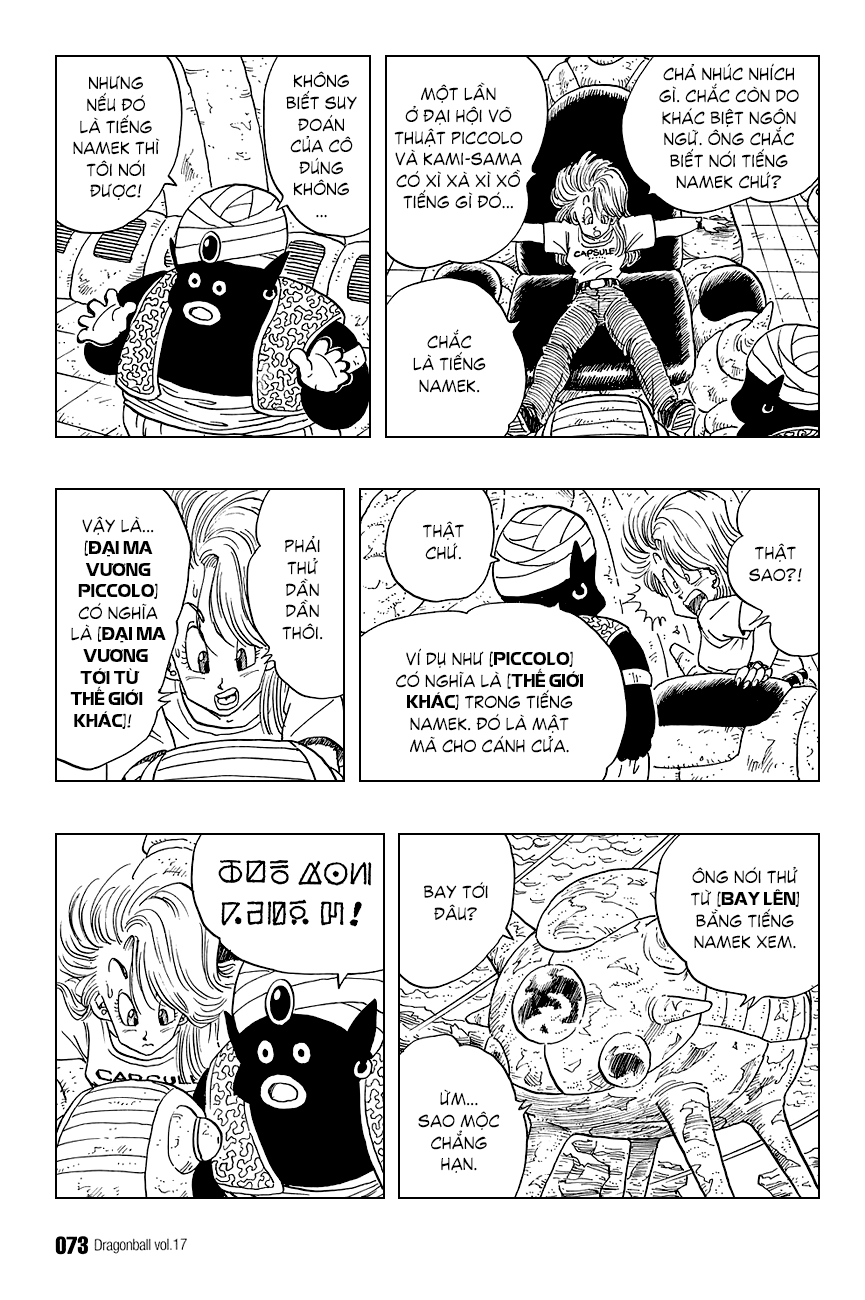 CHẢ NHÚC NHÍCH
GÌ. CHẮC CÒN DO
KHÁC BIỆT NGÔN
NGỮ. ÔNG CHẮC
BIẾT NÓI TIẾNG
NAMEK CHỨ?
MỘT LẦN
Ở ĐẠI HỘI VÕ
THUẬT PICCOLO
VÀ KAMI-SAMA
CÓ XÌ XÀ XÌ XỒ
TIẾNG GÌ ĐÓ...
CHẮC
LÀ TIẾNG
NAMEK.
CAPSULE
KHÔNG
BIẾT SUY
ĐOÁN
CỦA CÔ
ĐÚNG
KHÔNG
...
NHƯNG
NẾU ĐÓ
LÀ TIẾNG
NAMEK THÌ
TÔI NÓI
ĐƯỢC!
THẬT
SAO?!
THẬT
CHỨ.
VÍ DỤ NHƯ [PICCOLO]
CÓ NGHĨA LÀ [THẾ GIỚI
KHÁC] TRONG TIẾNG
NAMEK. ĐÓ LÀ MẬT
MÃ CHO CÁNH CỬA.
PHẢI
THỬ
DẦN
DẦN
THÔI.
VẬY LÀ...
[ĐẠI MA
VƯƠNG
PICCOLO]
CÓ NGHĨA
LÀ [ĐẠI MA
VƯƠNG
TỚI TỪ
THẾ GIỚI
KHÁC]!
ÔNG NÓI THỬ
TỪ [BAY LÊN]
BẰNG TIẾNG
NAMEK XEM.
BAY TỚI
ĐÂU?
ỪM...
SAO MỘC
CHẲNG
HẠN.
CAPSULE
073 Dragonball vol.17